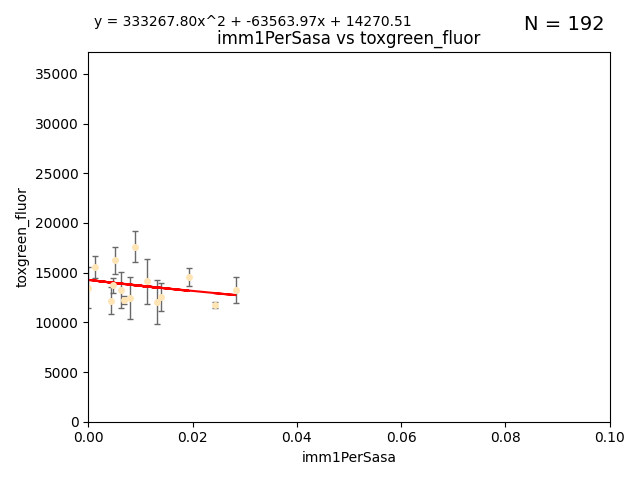 y = 333267.80x^2 + -63563.97x + 14270.51
N = 192
imm1PerSasa vs toxgreen_fluor
35000
30000
25000
20000
15000
10000
5000
0
toxgreen_fluor
0.00 0.02 0.04 0.06 0.08 0.10
imm1PerSasa